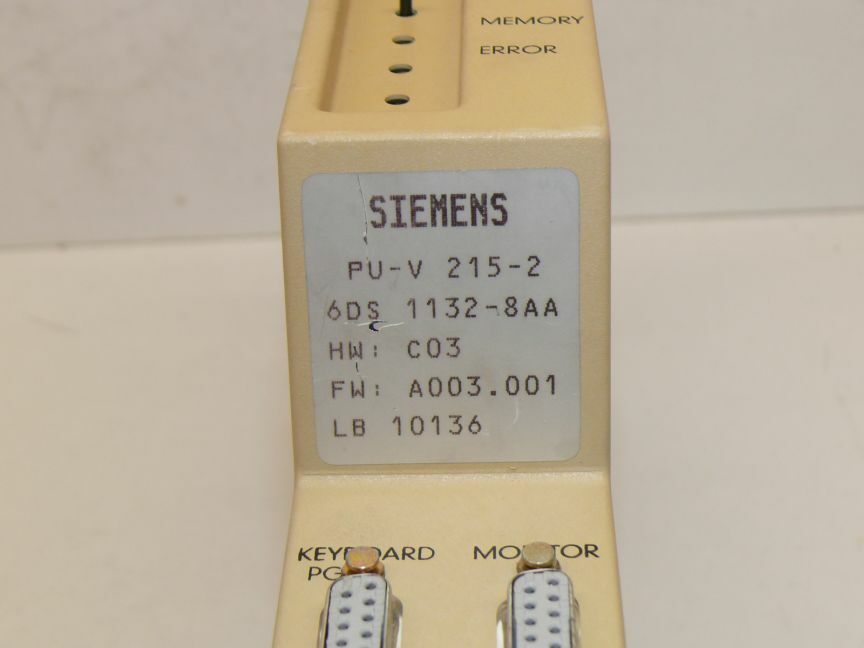 MEMORY
ERROR
SIEMENS
PU-V 215-2
6DS 1132-8AA
HW: C03
FW: A003.001
LB 10136
KEYBOARD MONITOR
PG